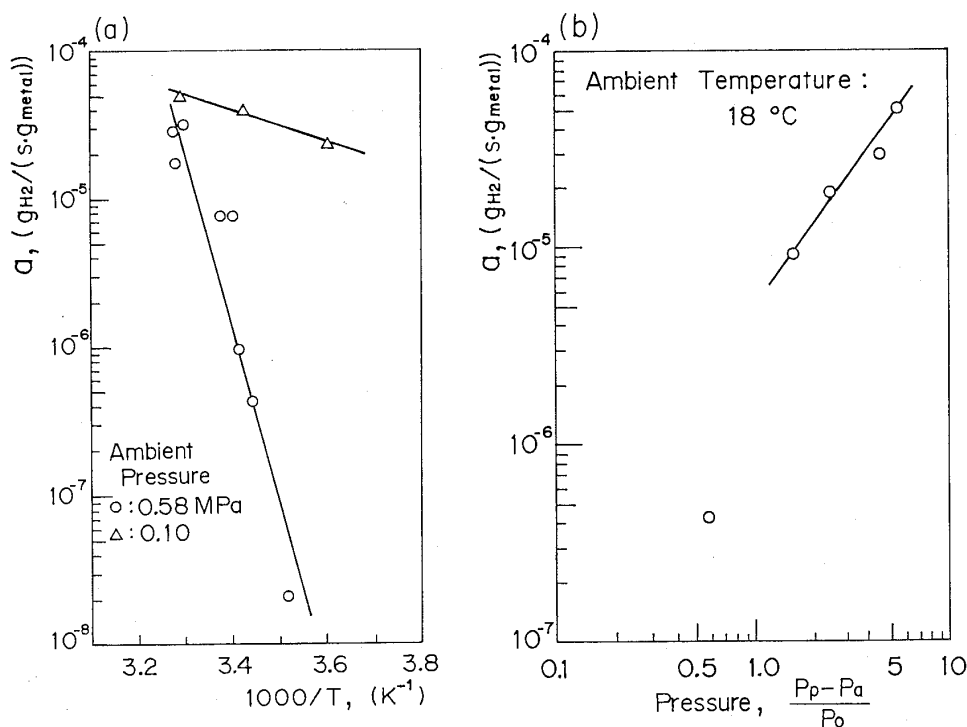 (a)
10⁻⁴
10⁻⁵
10⁻⁶
10⁻⁷
10⁻⁸
a, (gH2/(s·gmetal))
Ambient
Pressure
○:0.58 MPa
△:0.10
3.2 3.4 3.6 3.8
1000/T, (K⁻¹)
(b)
Ambient Temperature :
18 °C
10⁻⁴
10⁻⁵
10⁻⁶
10⁻⁷
a, (gH2/(s·gmetal))
0.1 0.5 1.0 5 10
Pressure, (Pp-Pa)/Po